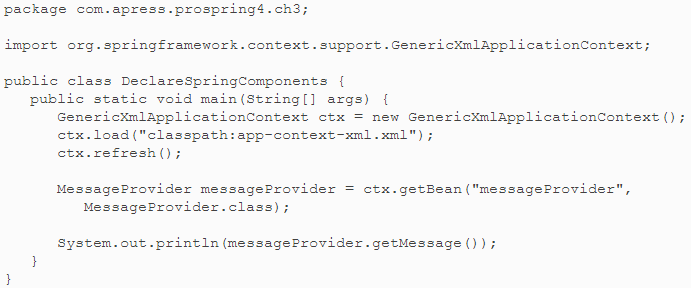 package com.apress.prospring4.ch3;
import org.springframework.context.support.GenericXmlApplicationContext;
public class DeclareSpringComponents {
public static void main(String[] args) {
GenericXmlApplicationContext ctx = new GenericXmlApplicationContext();
ctx.load("classpath:app-context-xml.xml");
ctx.refresh();
MessageProvider messageProvider = ctx.getBean("messageProvider",
MessageProvider.class);
System.out.println(messageProvider.getMessage());
}
}